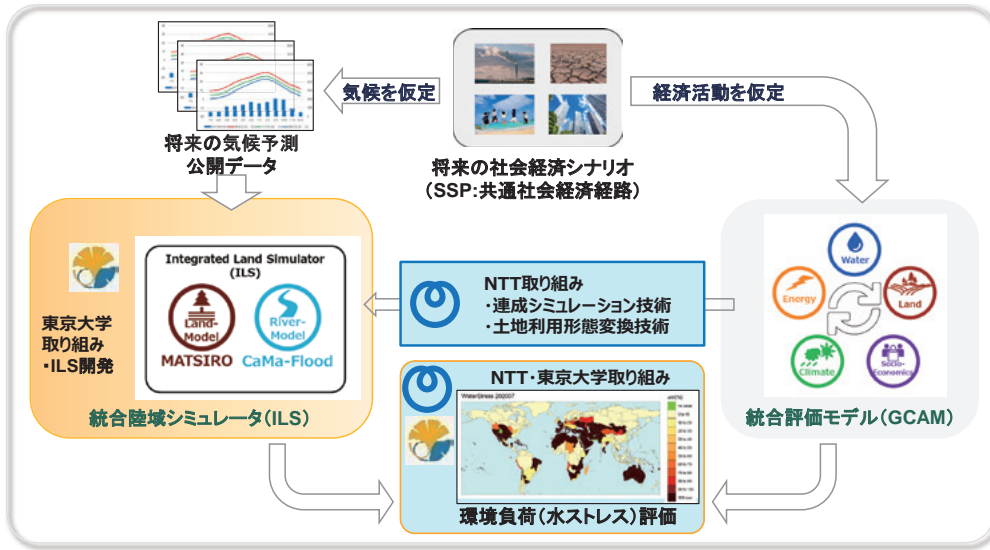 気候を仮定
経済活動を仮定
将来の気候予測
公開データ
将来の社会経済シナリオ
（SSP:共通社会経済経路）
Integrated Land Simulator
(ILS)
Land-
Model
MATSIRO
River-
Model
CaMa-Flood
東京大学
取り組み
・ILS開発
統合陸域シミュレータ（ILS）
NTT取り組み
・連成シミュレーション技術
・土地利用形態変換技術
Water
Energy
Land
Climate
Socio-
Economics
統合評価モデル（GCAM）
NTT・東京大学取り組み
WaterStress 202007
環境負荷（水ストレス）評価